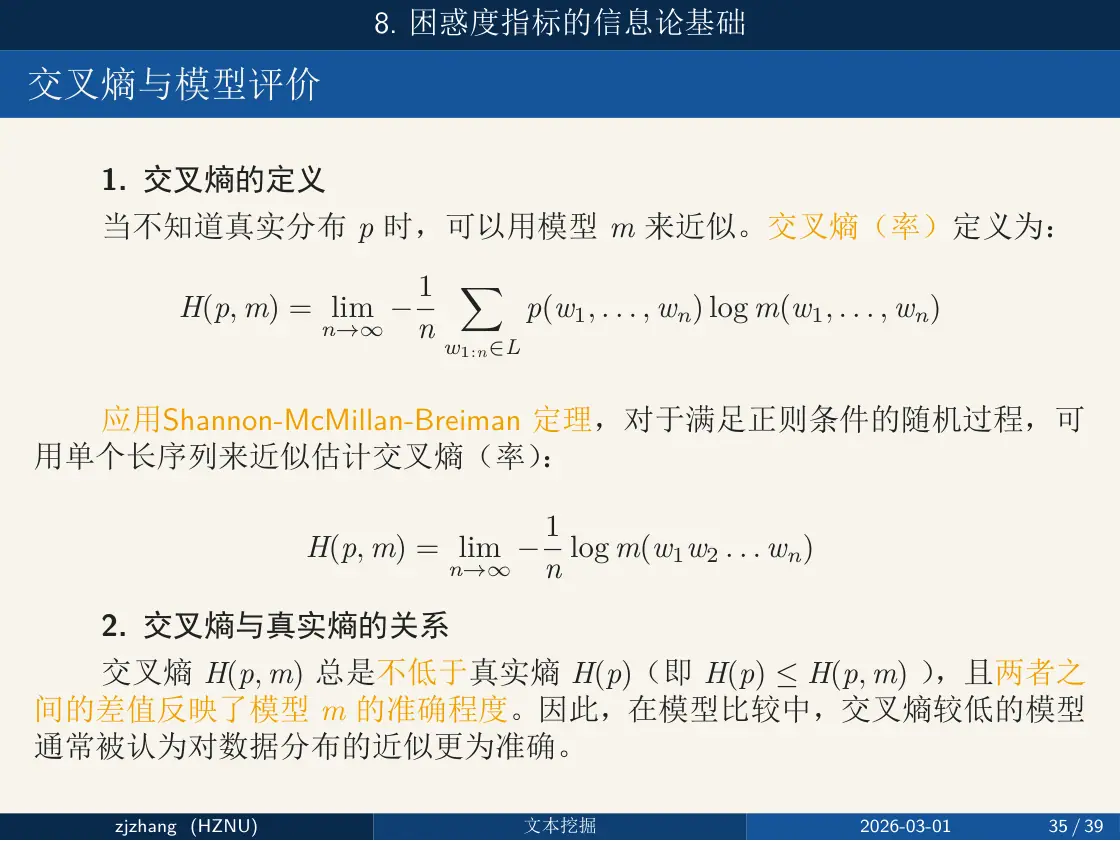 8. 困惑度指标的信息论基础
交叉熵与模型评价
1. 交叉熵的定义
当不知道真实分布 p 时，可以用模型 m 来近似。交叉熵（率）定义为：
H(p, m) = lim_{n→∞} −\frac{1}{n} ∑_{w_{1:n}∈L} p(w_1, . . . , w_n) log m(w_1, . . . , w_n)
应用Shannon-McMillan-Breiman 定理，对于满足正则条件的随机过程，可
用单个长序列来近似估计交叉熵（率）：
H(p, m) = lim_{n→∞} −\frac{1}{n} log m(w_1 w_2 . . . w_n)
2. 交叉熵与真实熵的关系
交叉熵 H(p, m) 总是不低于真实熵 H(p)（即 H(p) ≤ H(p, m) ），且两者之
间的差值反映了模型 m 的准确程度。因此，在模型比较中，交叉熵较低的模型
通常被认为对数据分布的近似更为准确。
zjzhang (HZNU) 文本挖掘 2026-03-01 35 / 39